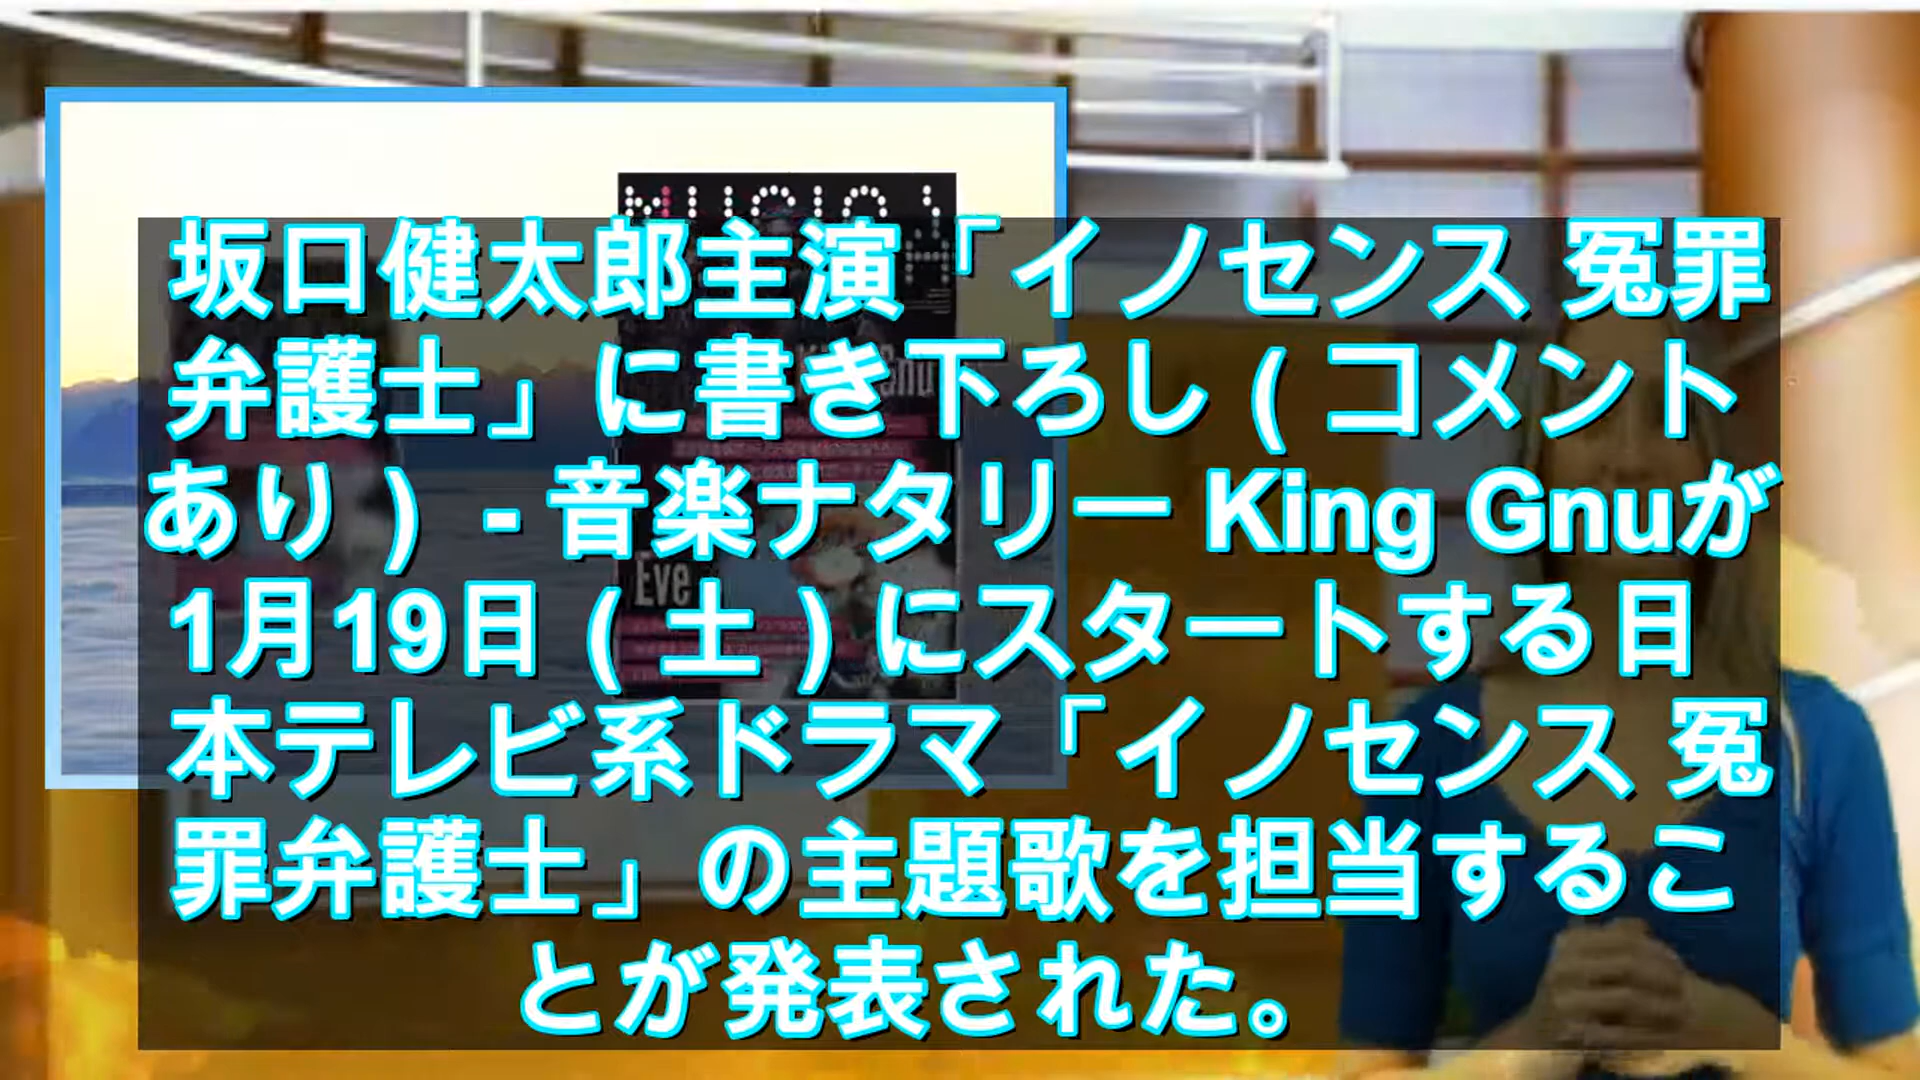 坂口健太郎主演「イノセンス 冤罪
弁護士」に書き下ろし(コメント
あり) - 音楽ナタリー King Gnuが
1月19日(土)にスタートする日
本テレビ系ドラマ「イノセンス 冤
罪弁護士」の主題歌を担当するこ
とが発表された。
Eve